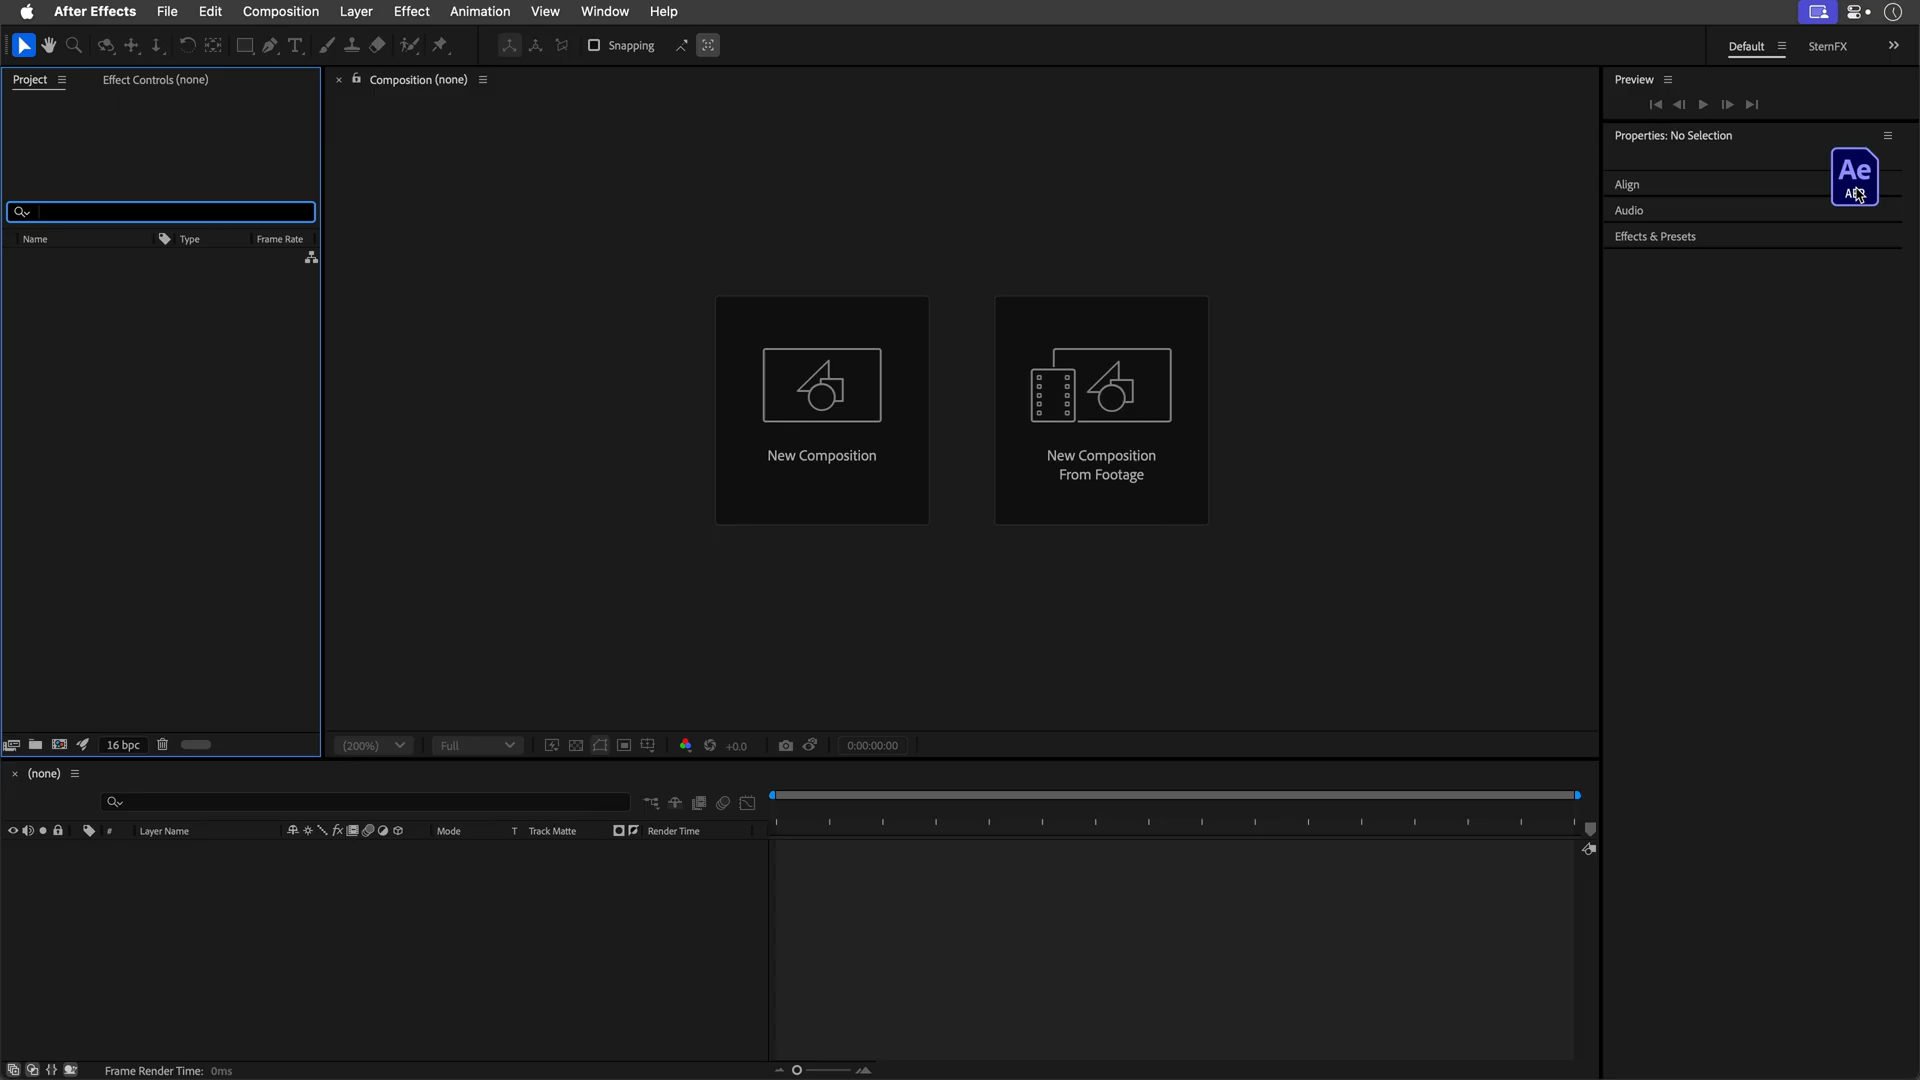 After Effects File Edit Composition Layer Effect Animation View Window Help
Snapping
Default
SternFX
Project
Effect Controls (none)
Composition (none)
Preview
Properties: No Selection
Ae
Align
Audio
Effects & Presets
Name Type Frame Rate
New Composition
New Composition
From Footage
16 bpc
(200%)
Full
+0.0
0:00:00:00
(none)
# Layer Name
fx
Mode
T Track Matte
Render Time
Frame Render Time: 0ms